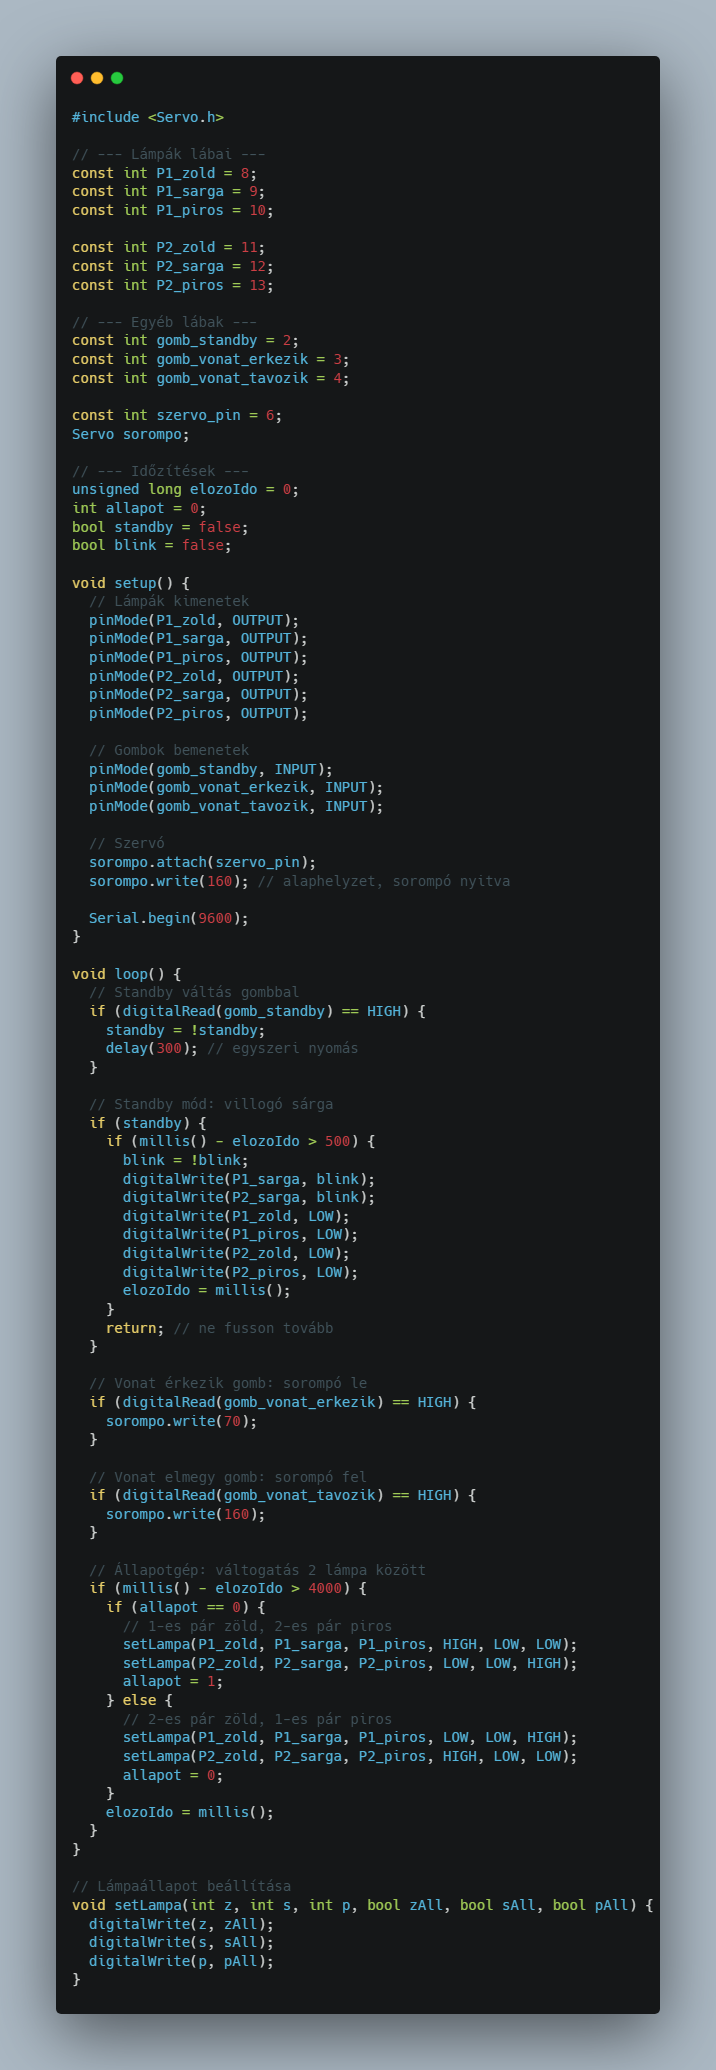 #include <Servo.h>
// --- Lámpák lábai ---
const int P1_zold = 8;
const int P1_sarga = 9;
const int P1_piros = 10;
const int P2_zold = 11;
const int P2_sarga = 12;
const int P2_piros = 13;
// --- Egyéb lábak ---
const int gomb_standby = 2;
const int gomb_vonat_erkezik = 3;
const int gomb_vonat_tavozik = 4;
const int szervo_pin = 6;
Servo sorompo;
// --- Időzítések ---
unsigned long elozoIdo = 0;
int allapot = 0;
bool standby = false;
bool blink = false;
void setup() {
  // Lámpák kimenetek
  pinMode(P1_zold, OUTPUT);
  pinMode(P1_sarga, OUTPUT);
  pinMode(P1_piros, OUTPUT);
  pinMode(P2_zold, OUTPUT);
  pinMode(P2_sarga, OUTPUT);
  pinMode(P2_piros, OUTPUT);
  // Gombok bemenetek
  pinMode(gomb_standby, INPUT);
  pinMode(gomb_vonat_erkezik, INPUT);
  pinMode(gomb_vonat_tavozik, INPUT);
  // Szervó
  sorompo.attach(szervo_pin);
  sorompo.write(160); // alaphelyzet, sorompó nyitva
  Serial.begin(9600);
}
void loop() {
  // Standby váltás gombbal
  if (digitalRead(gomb_standby) == HIGH) {
    standby = !standby;
    delay(300); // egyszeri nyomás
  }
  // Standby mód: villogó sárga
  if (standby) {
    if (millis() - elozoIdo > 500) {
      blink = !blink;
      digitalWrite(P1_sarga, blink);
      digitalWrite(P2_sarga, blink);
      digitalWrite(P1_zold, LOW);
      digitalWrite(P1_piros, LOW);
      digitalWrite(P2_zold, LOW);
      digitalWrite(P2_piros, LOW);
      elozoIdo = millis();
    }
    return; // ne fusson tovább
  }
  // Vonat érkezik gomb: sorompó le
  if (digitalRead(gomb_vonat_erkezik) == HIGH) {
    sorompo.write(70);
  }
  // Vonat elmegy gomb: sorompó fel
  if (digitalRead(gomb_vonat_tavozik) == HIGH) {
    sorompo.write(160);
  }
  // Állapotgép: váltogatás 2 lámpa között
  if (millis() - elozoIdo > 4000) {
    if (allapot == 0) {
      // 1-es pár zöld, 2-es pár piros
      setLampa(P1_zold, P1_sarga, P1_piros, HIGH, LOW, LOW);
      setLampa(P2_zold, P2_sarga, P2_piros, LOW, LOW, HIGH);
      allapot = 1;
    } else {
      // 2-es pár zöld, 1-es pár piros
      setLampa(P1_zold, P1_sarga, P1_piros, LOW, LOW, HIGH);
      setLampa(P2_zold, P2_sarga, P2_piros, HIGH, LOW, LOW);
      allapot = 0;
    }
    elozoIdo = millis();
  }
}
// Lámpaállapot beállítása
void setLampa(int z, int s, int p, bool zAll, bool sAll, bool pAll) {
  digitalWrite(z, zAll);
  digitalWrite(s, sAll);
  digitalWrite(p, pAll);
}